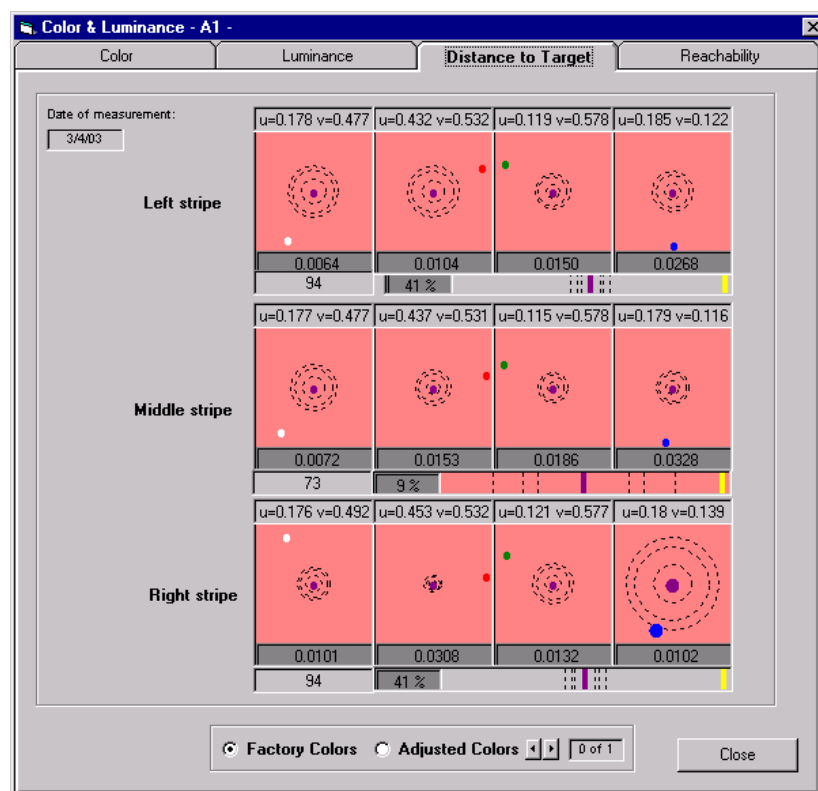 Color & Luminance - A1 -
Color Luminance Distance to Target Reachability
Date of measurement:
3/4/03
u=0.178 v=0.477 u=0.432 v=0.532 u=0.119 v=0.578 u=0.185 v=0.122
Left stripe
0.0064 0.0104 0.0150 0.0268
94 41 %
u=0.177 v=0.477 u=0.437 v=0.531 u=0.115 v=0.578 u=0.179 v=0.116
Middle stripe
0.0072 0.0153 0.0186 0.0328
73 9 %
u=0.176 v=0.492 u=0.453 v=0.532 u=0.121 v=0.577 u=0.18 v=0.139
Right stripe
0.0101 0.0308 0.0132 0.0102
94 41 %
Factory Colors Adjusted Colors 0 of 1 Close